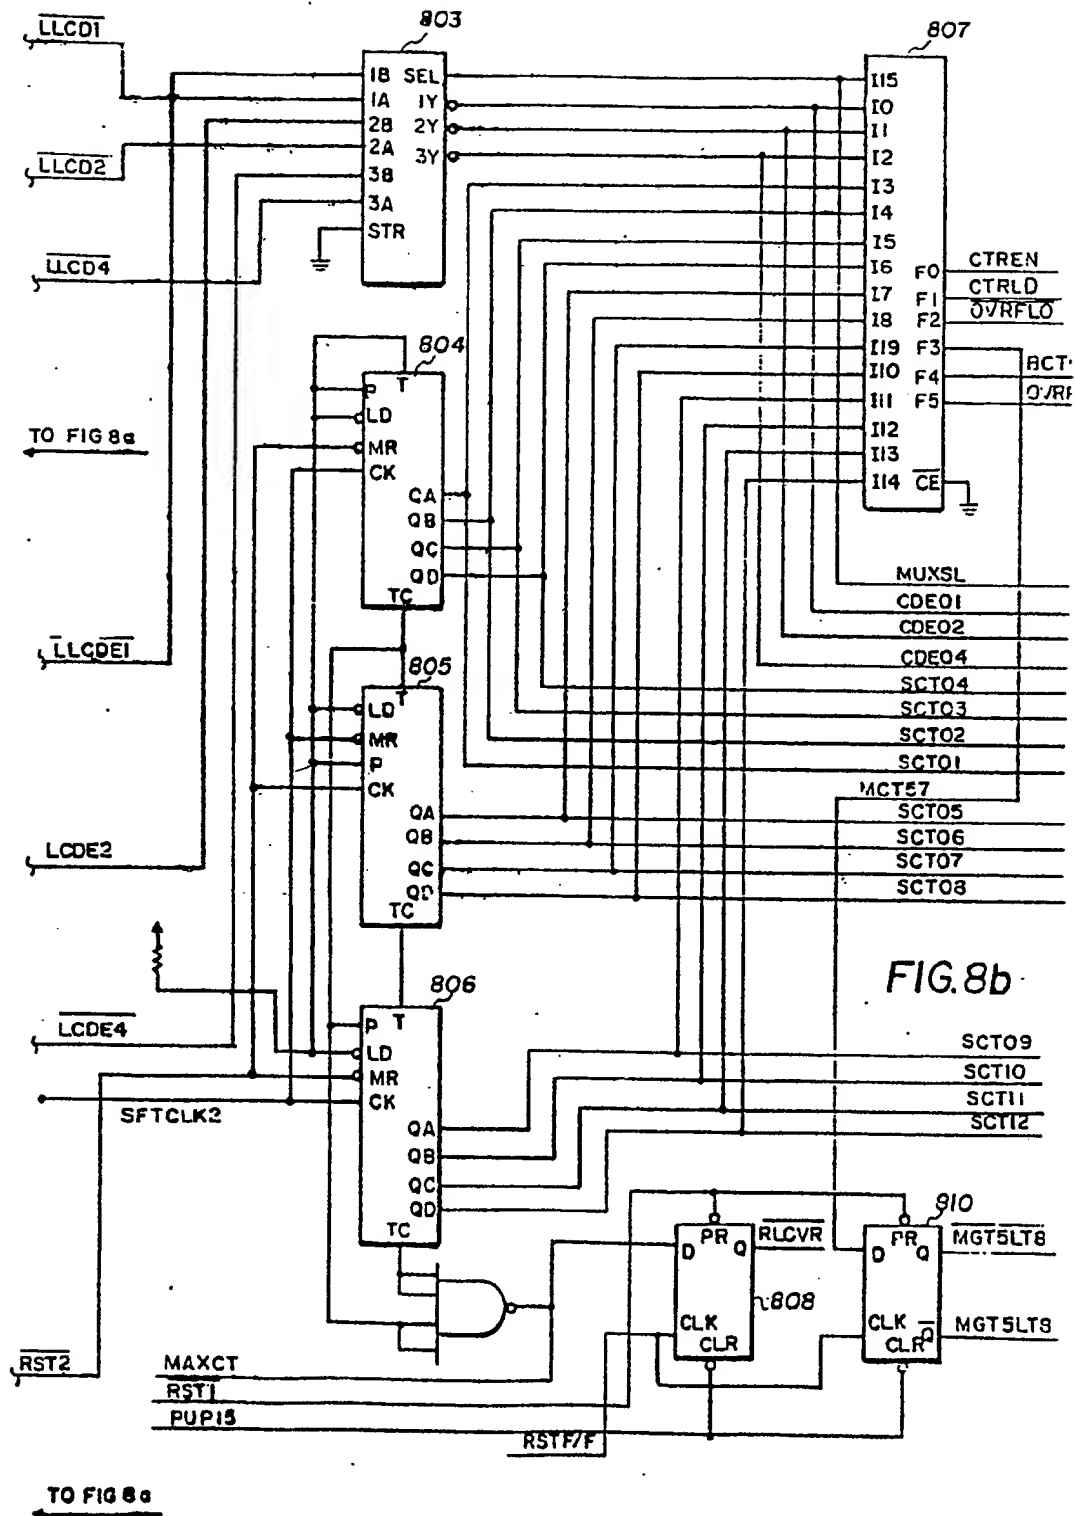 LLCD1
803
807
1B SEL
1A 1Y
2B 2Y
2A 3Y
3B
3A
STR
LLCD2
LLCD4
I15
I0
I1
I2
I3
I4
I5
I6 F0 CTREN
I7 F1 CTRLD
I8 F2 OVRFLO
I19 F3
I10 F4 BCT
I11 F5 OVRF
I12
I13
I14 CE
804
T
P
LD
MR
CK
QA
QB
QC
QD
TC
TO FIG 8a
MUXSL
CDE01
CDE02
CDE04
SCT04
SCT03
SCT02
SCT01
MCT57
SCT05
SCT06
SCT07
SCT08
LLCDE1
805
T
LD
MR
P
CK
QA
QB
QC
QD
TC
LCDE2
FIG. 8b
806
P T
LD
MR
CK
QA
QB
QC
QD
TC
LCDE4
SFTCLK2
SCT09
SCT10
SCT11
SCT12
810
PR
D Q RLCVR
808
CLK
CLR
PR
D Q MGT5LT8
CLK Q MGT5LT8
CLR
RST2
MAXCT
RST1
PUP15
RSTF/F
TO FIG 8a